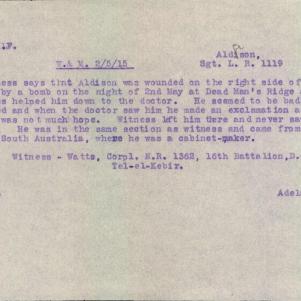 I.F.
Aldison,
W.& M. 2/5/15
Sgt. L. R. 1119
ess says that Aldison was wounded on the right side of
by a bomb on the night of 2nd May at Dead Man's Ridge
s helped him down to the doctor. He seemed to be bad
ed and when the doctor saw him he made an exclamation a
was not much hope. Witness left him there and never saw
He was in the same section as witness and came from
South Australia, where he was a cabinet-maker.
Witness - Watts, Corpl. N.R. 1362, 16th Battalion,D.
Tel-el-Kebir.
Adel